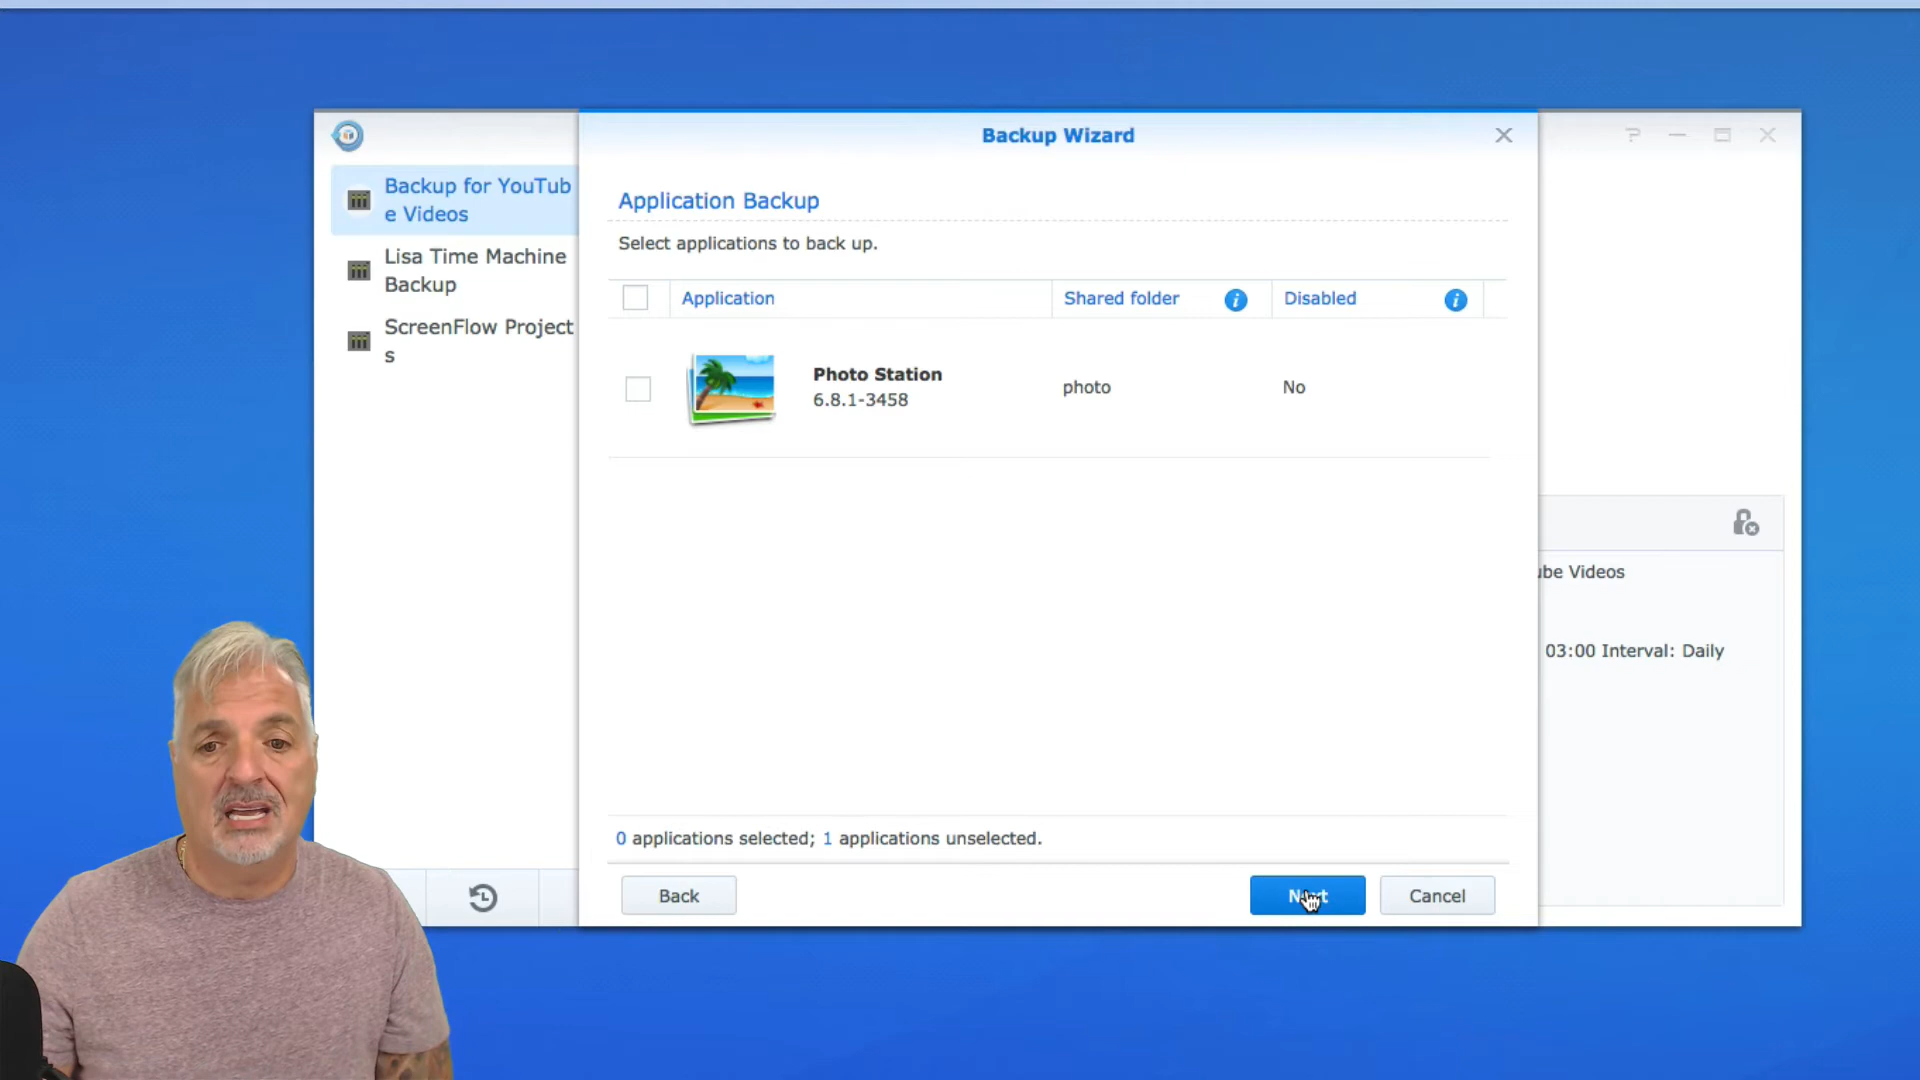 Backup Wizard
Backup for YouTub
e Videos
Lisa Time Machine
Backup
ScreenFlow Project
s
Application Backup
Select applications to back up.
Application
Shared folder
Disabled
Photo Station
6.8.1-3458
photo
No
0 applications selected; 1 applications unselected.
Back
Next
Cancel
?
ube Videos
03:00 Interval: Daily